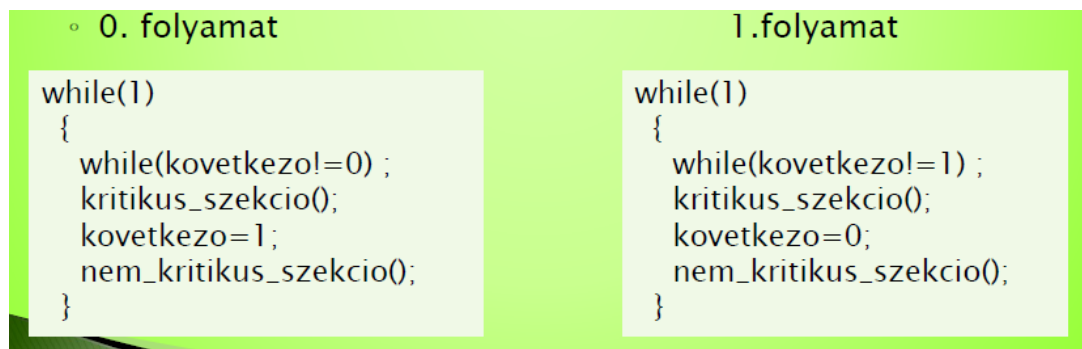 ◦ 0. folyamat
while(1)
{
while(kovetkezo!=0) ;
kritikus_szekcio();
kovetkezo=1;
nem_kritikus_szekcio();
}
1.folyamat
while(1)
{
while(kovetkezo!=1) ;
kritikus_szekcio();
kovetkezo=0;
nem_kritikus_szekcio();
}